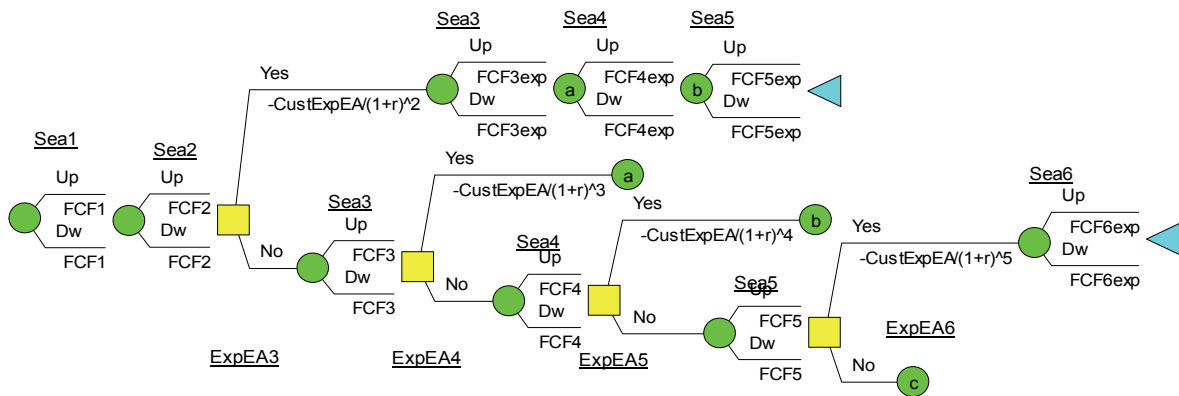 Sea3 Sea4 Sea5
Up Up Up
Yes FCF3exp a FCF4exp b FCF5exp
-CustExpEA/(1+r)^2 Dw Dw Dw
FCF3exp FCF4exp FCF5exp
Sea1 Sea2
Up Up
FCF1 FCF2
Dw Dw
FCF1 FCF2
No
Sea3
Up
FCF3
Dw
FCF3
Yes a
-CustExpEA/(1+r)^3
No
Sea4
Up
FCF4
Dw
FCF4
Yes b
-CustExpEA/(1+r)^4
No
Sea5
Up
FCF5
Dw
FCF5
Yes
-CustExpEA/(1+r)^5
Sea6
Up
FCF6exp
Dw
FCF6exp
No c
ExpEA3 ExpEA4 ExpEA5 ExpEA6